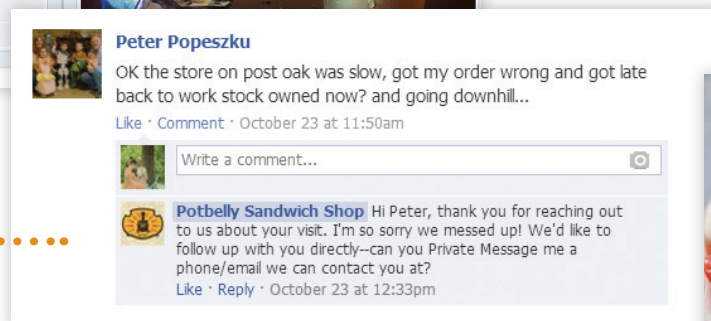 Peter Popeszku
OK the store on post oak was slow, got my order wrong and got late
back to work stock owned now? and going downhill...
Like · Comment · October 23 at 11:50am
Write a comment...
Potbelly Sandwich Shop Hi Peter, thank you for reaching out
to us about your visit. I'm so sorry we messed up! We'd like to
follow up with you directly--can you Private Message me a
phone/email we can contact you at?
Like · Reply · October 23 at 12:33pm